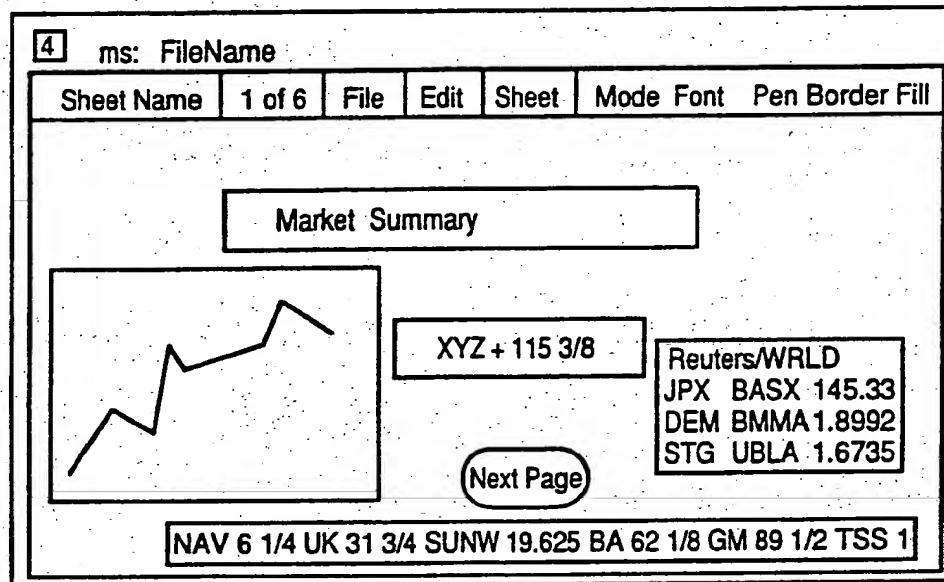 4 ms: FileName
Sheet Name 1 of 6 File Edit Sheet Mode Font Pen Border Fill
Market Summary
XYZ + 115 3/8
Reuters/WRLD
JPX BASX 145.33
DEM BMMA 1.8992
STG UBLA 1.6735
Next Page
NAV 6 1/4 UK 31 3/4 SUNW 19.625 BA 62 1/8 GM 89 1/2 TSS 1